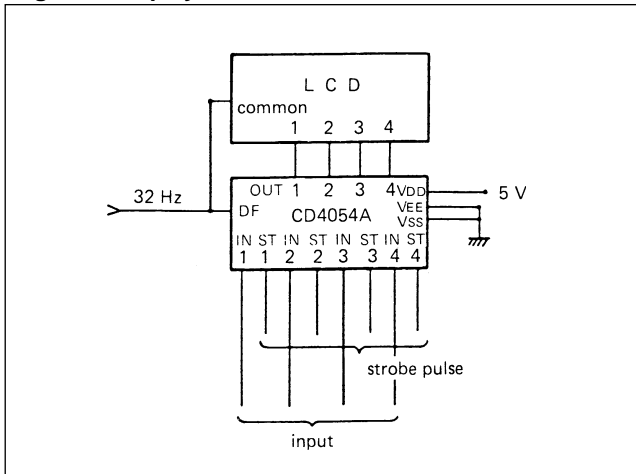 L C D
common
1 2 3 4
OUT 1 2 3 4 VDD
5 V
32 Hz
DF
CD4054A
VEE
VSS
IN ST IN ST IN ST IN ST
1 1 2 2 3 3 4 4
strobe pulse
input